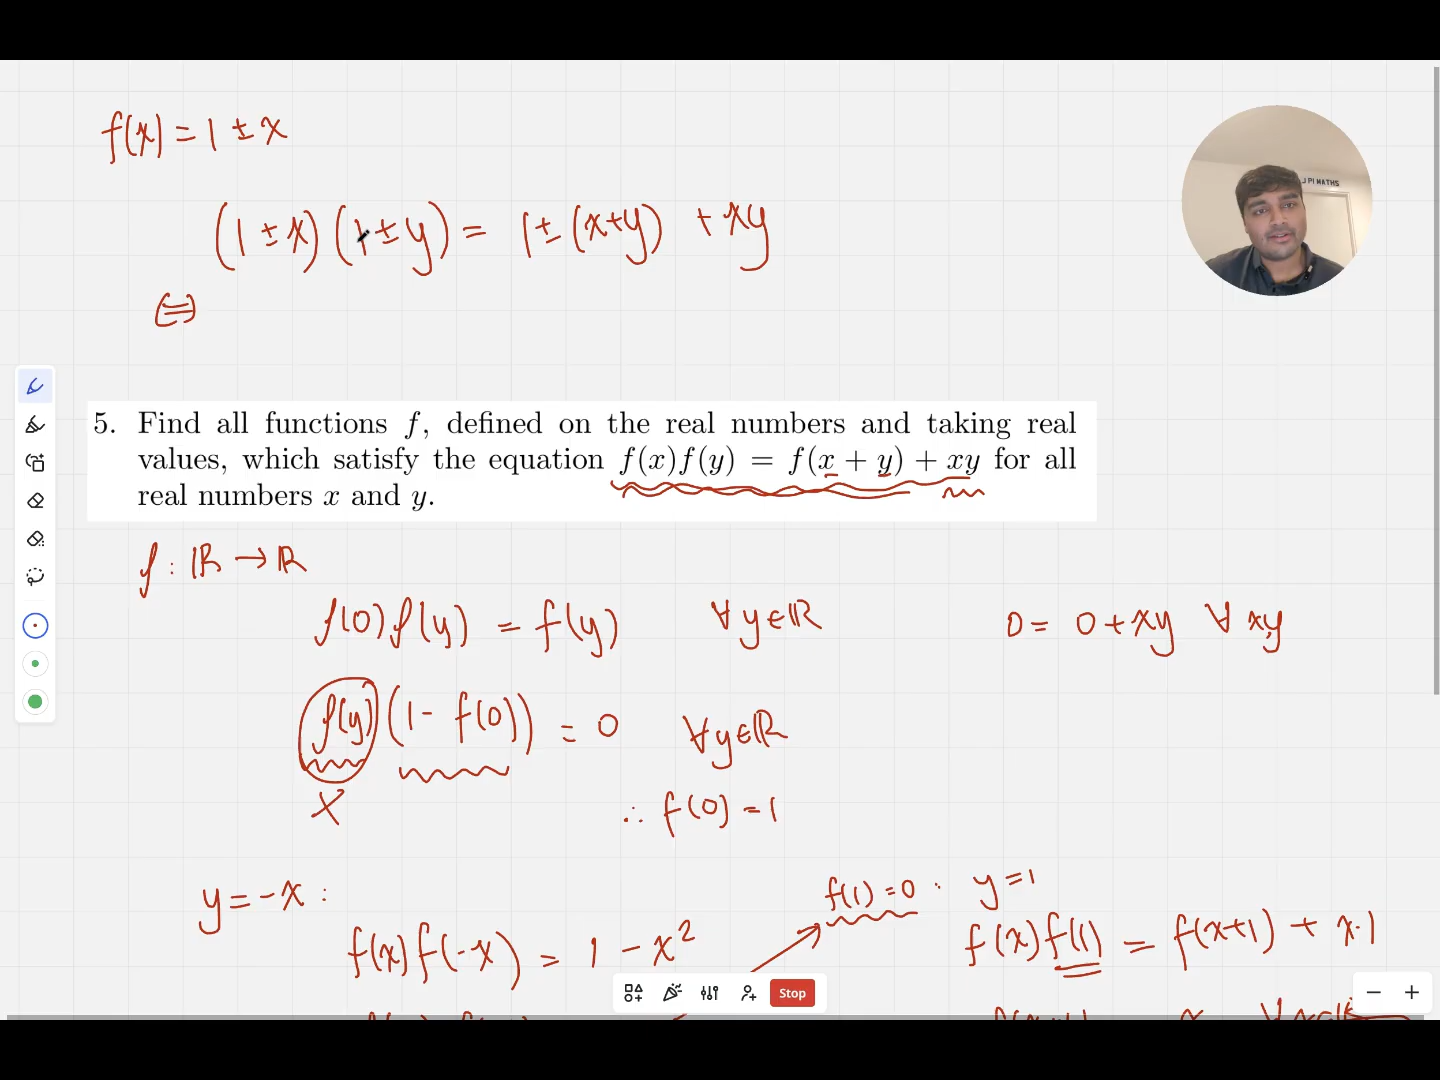 f(x) = 1 ± x
(1 ± x)(1 ± y) = 1 ± (x+y) + xy
⇔
J PI MATHS
5. Find all functions f, defined on the real numbers and taking real
values, which satisfy the equation f(x)f(y) = f(x + y) + xy for all
real numbers x and y.
f : ℝ → ℝ
f(0)f(y) = f(y) ∀ y ∈ ℝ
0 = 0 + xy ∀ x,y
f(y)(1 - f(0)) = 0 ∀ y ∈ ℝ
X
∴ f(0) = 1
y = -x :
f(1) = 0 : y = 1
f(x) f(-x) = 1 - x²
f(x) f(1) = f(x+1) + x·1
Stop